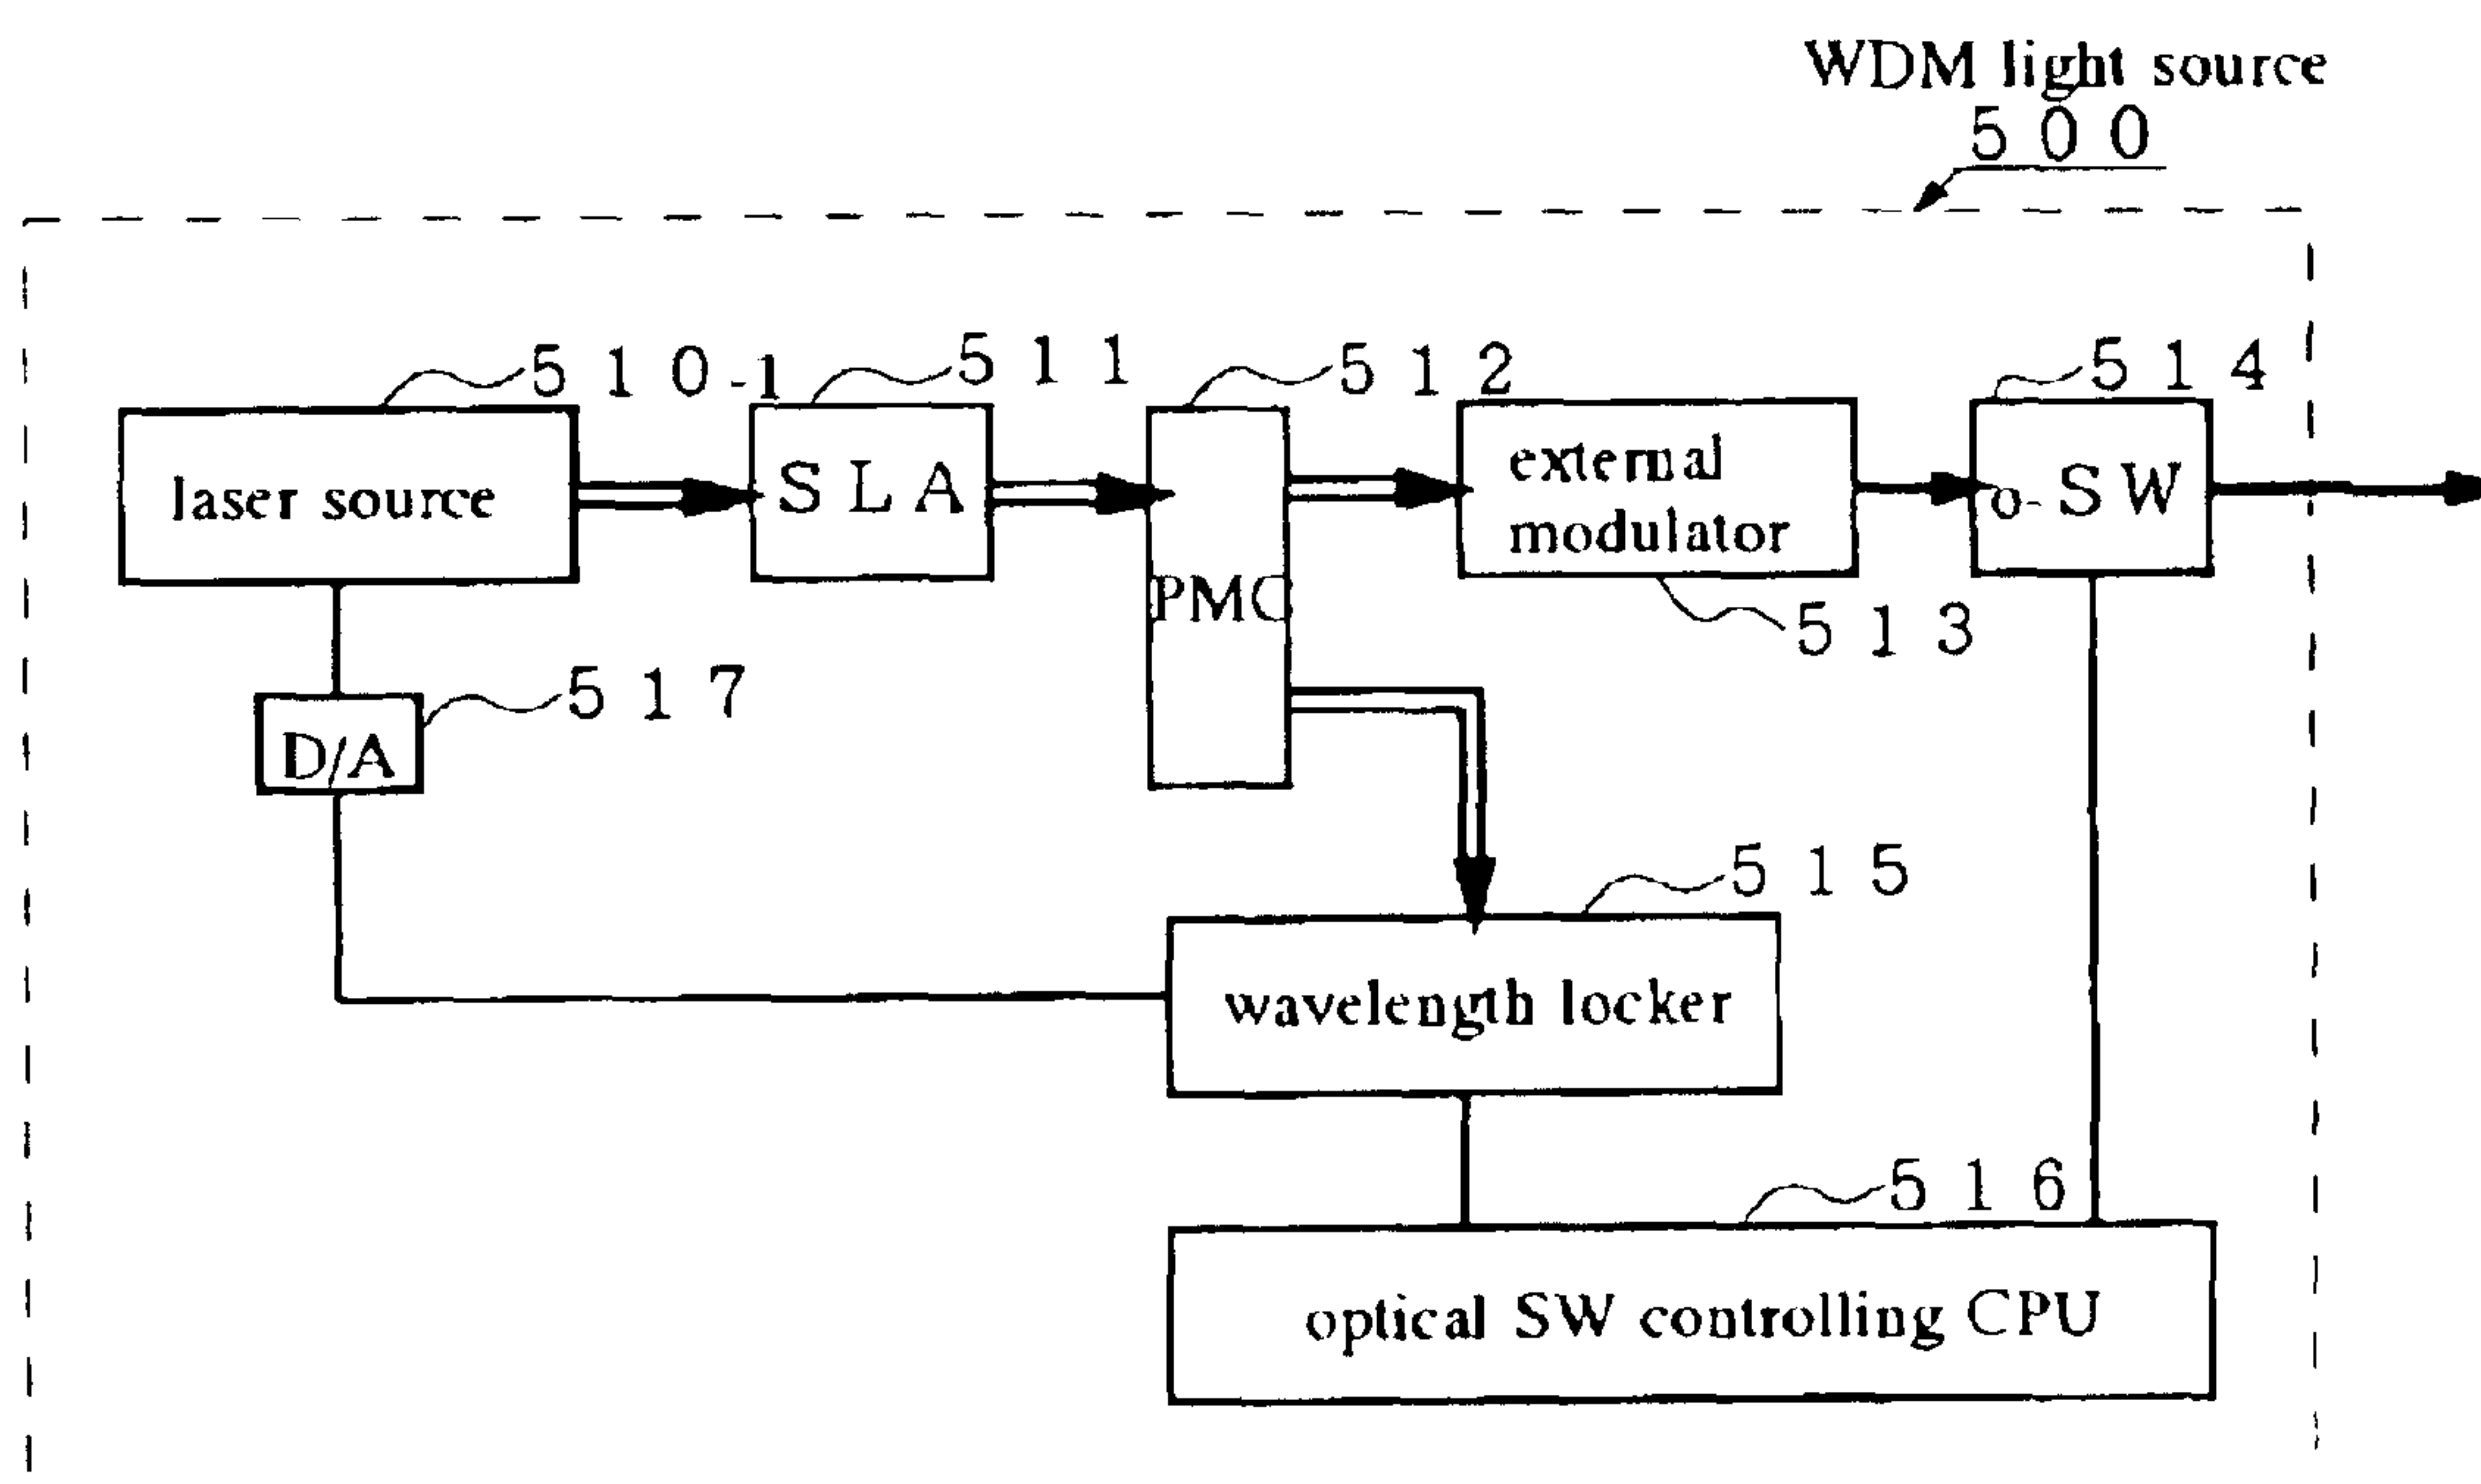 WDM light source
500
510-1
511
512
514
laser source
SLA
external
modulator
o-SW
PMC
513
517
D/A
515
wavelength locker
516
optical SW controlling CPU